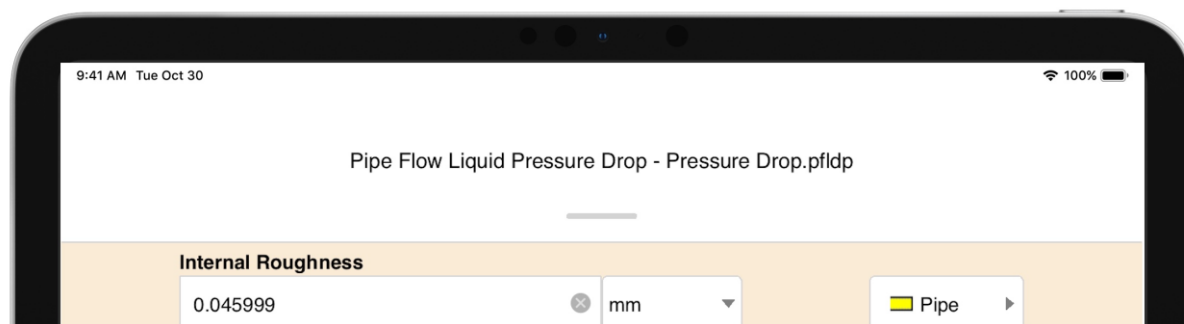 9:41 AM Tue Oct 30 100%
Pipe Flow Liquid Pressure Drop - Pressure Drop.pfldp
Internal Roughness
0.045999 mm Pipe